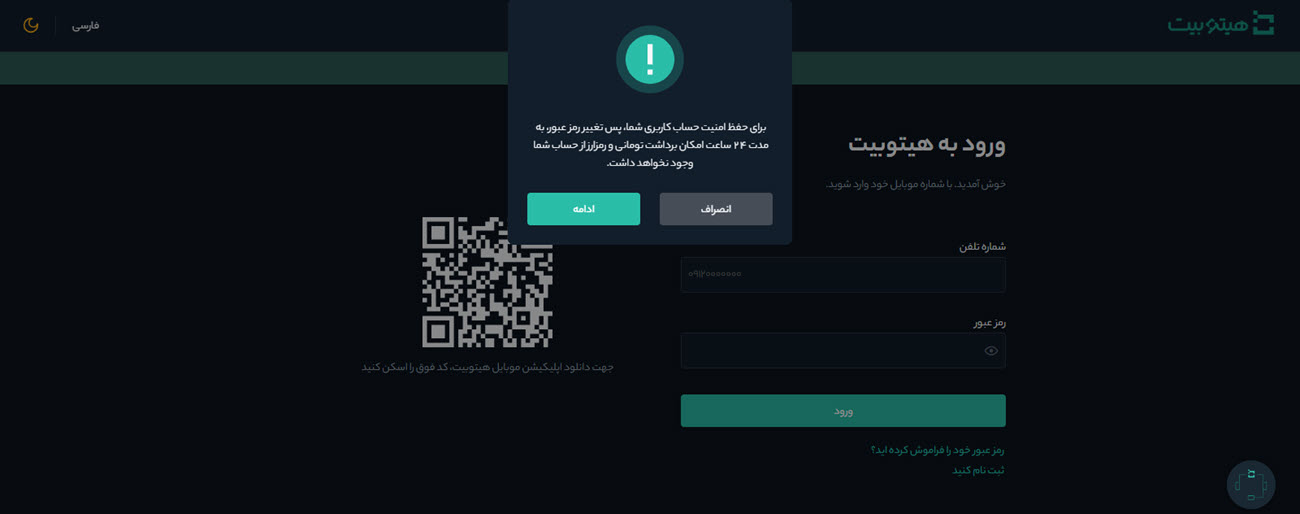 هیتوبیت
فارسی
برای حفظ امنیت حساب کاربری شما، پس تغییر رمز عبور، به
مدت ۲۴ ساعت امکان برداشت تومانی و رمزارز از حساب شما
وجود نخواهد داشت.
انصراف
ادامه
ورود به هیتوبیت
خوش آمدید. با شماره موبایل خود وارد شوید.
شماره تلفن
۰۹۱۲۰۰۰۰۰۰۰
رمز عبور
ورود
رمز عبور خود را فراموش کرده اید؟
ثبت نام کنید
جهت دانلود اپلیکیشن موبایل هیتوبیت، کد فوق را اسکن کنید